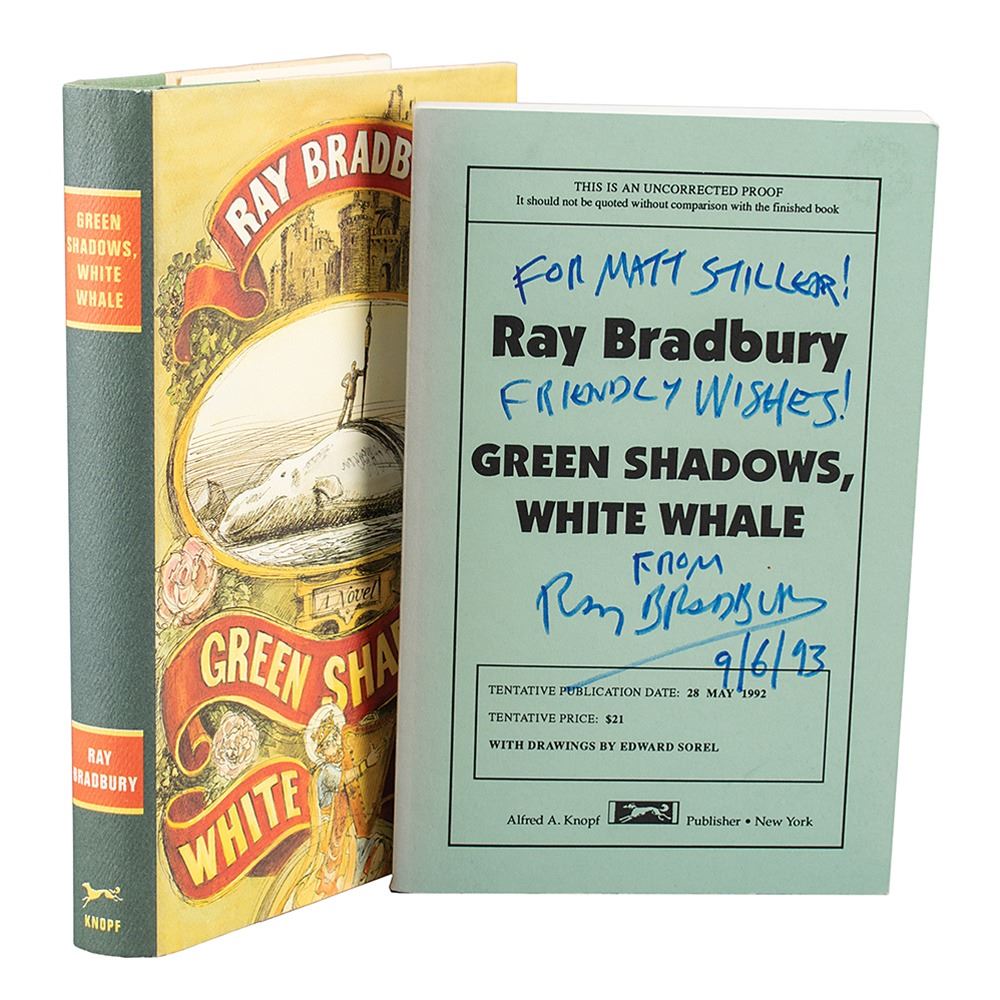 GREEN
SHADOWS,
WHITE
WHALE
RAY
BRADBURY
KNOPF
RAY BRADB
A Novel
GREEN SHA
WHITE
THIS IS AN UNCORRECTED PROOF
It should not be quoted without comparison with the finished book
FOR MATT STILLEAR!
Ray Bradbury
FRIENDLY WISHES!
GREEN SHADOWS,
WHITE WHALE
FROM
RAY BRADBURY
9/6/93
TENTATIVE PUBLICATION DATE: 28 MAY 1992
TENTATIVE PRICE: $21
WITH DRAWINGS BY EDWARD SOREL
Alfred A. Knopf Publisher • New York